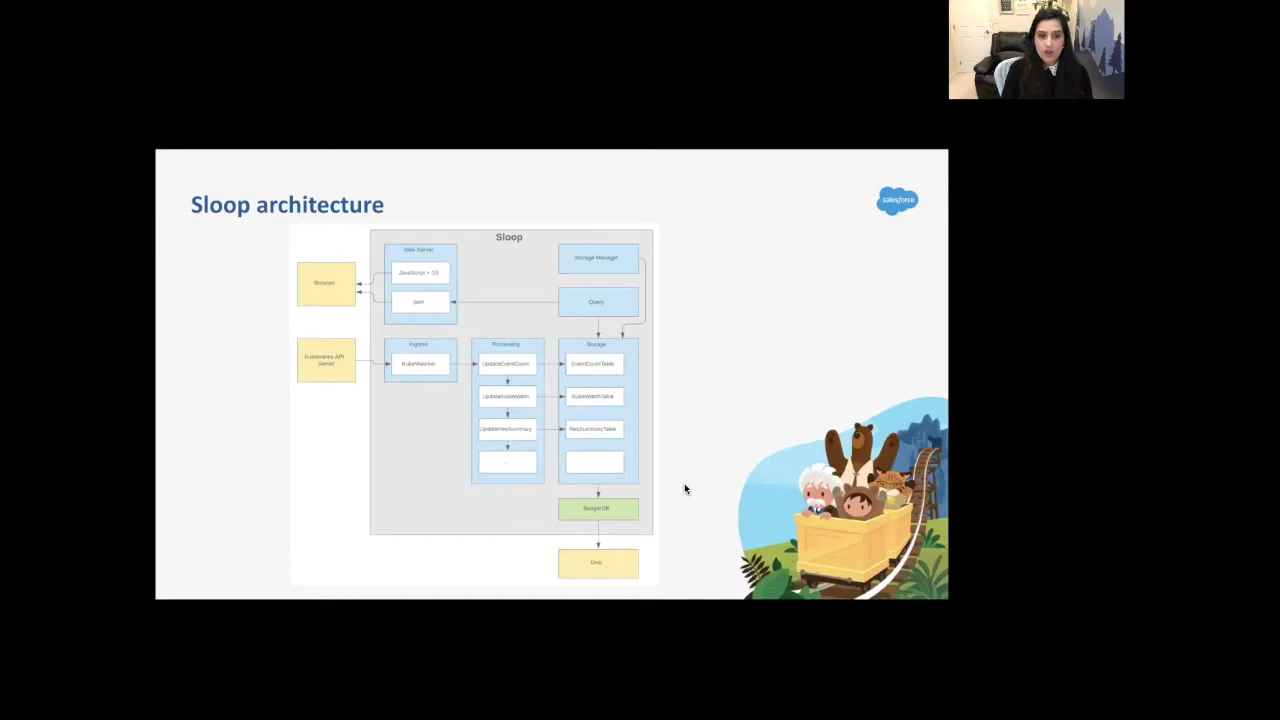 Sloop architecture
salesforce
Sloop
Web Server
JavaScript + D3
json
Browser
Storage Manager
Query
Kubernetes API
Server
Ingress
KubeWatcher
Processing
UpdateEventCount
UpdateKubeWatch
UpdateResSummary
...
Storage
EventCountTable
KubeWatchTable
ResSummaryTable
BadgerDB
Disk